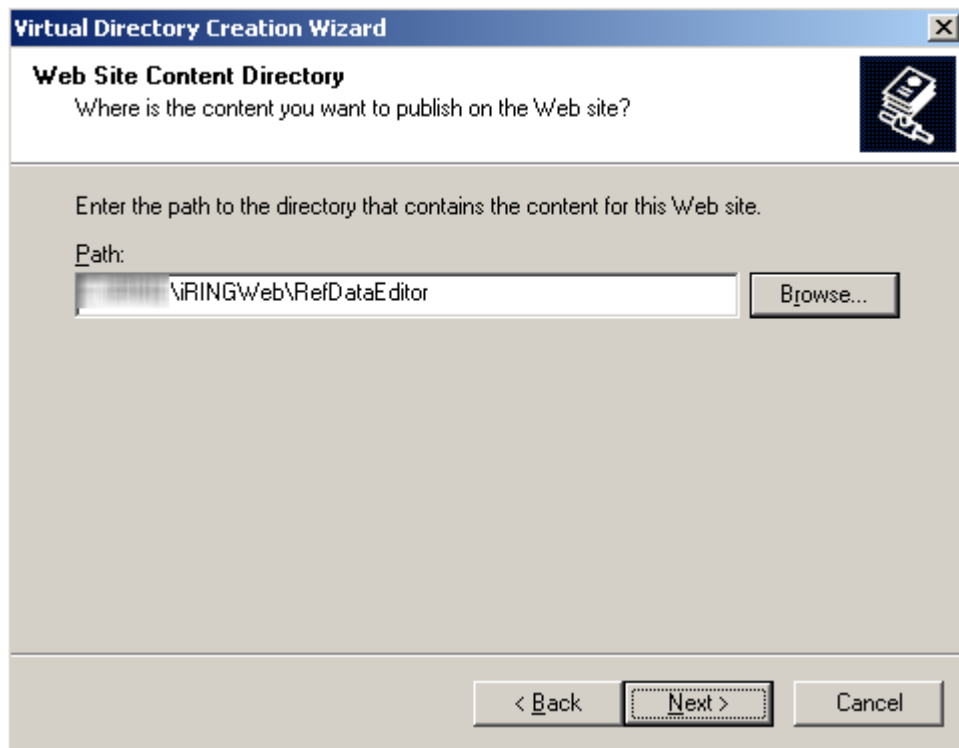 Virtual Directory Creation Wizard
Web Site Content Directory
Where is the content you want to publish on the Web site?
Enter the path to the directory that contains the content for this Web site.
Path:
\iRINGWeb\RefDataEditor
Browse...
< Back
Next >
Cancel